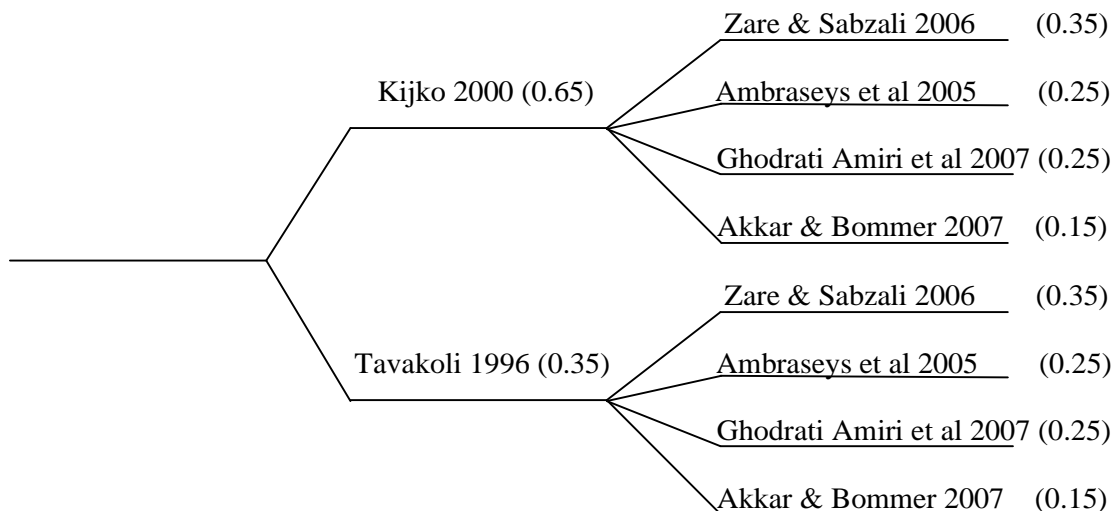 Zare & Sabzali 2006 (0.35)
Kijko 2000 (0.65)
Ambraseys et al 2005 (0.25)
Ghodrati Amiri et al 2007 (0.25)
Akkar & Bommer 2007 (0.15)
Zare & Sabzali 2006 (0.35)
Tavakoli 1996 (0.35)
Ambraseys et al 2005 (0.25)
Ghodrati Amiri et al 2007 (0.25)
Akkar & Bommer 2007 (0.15)